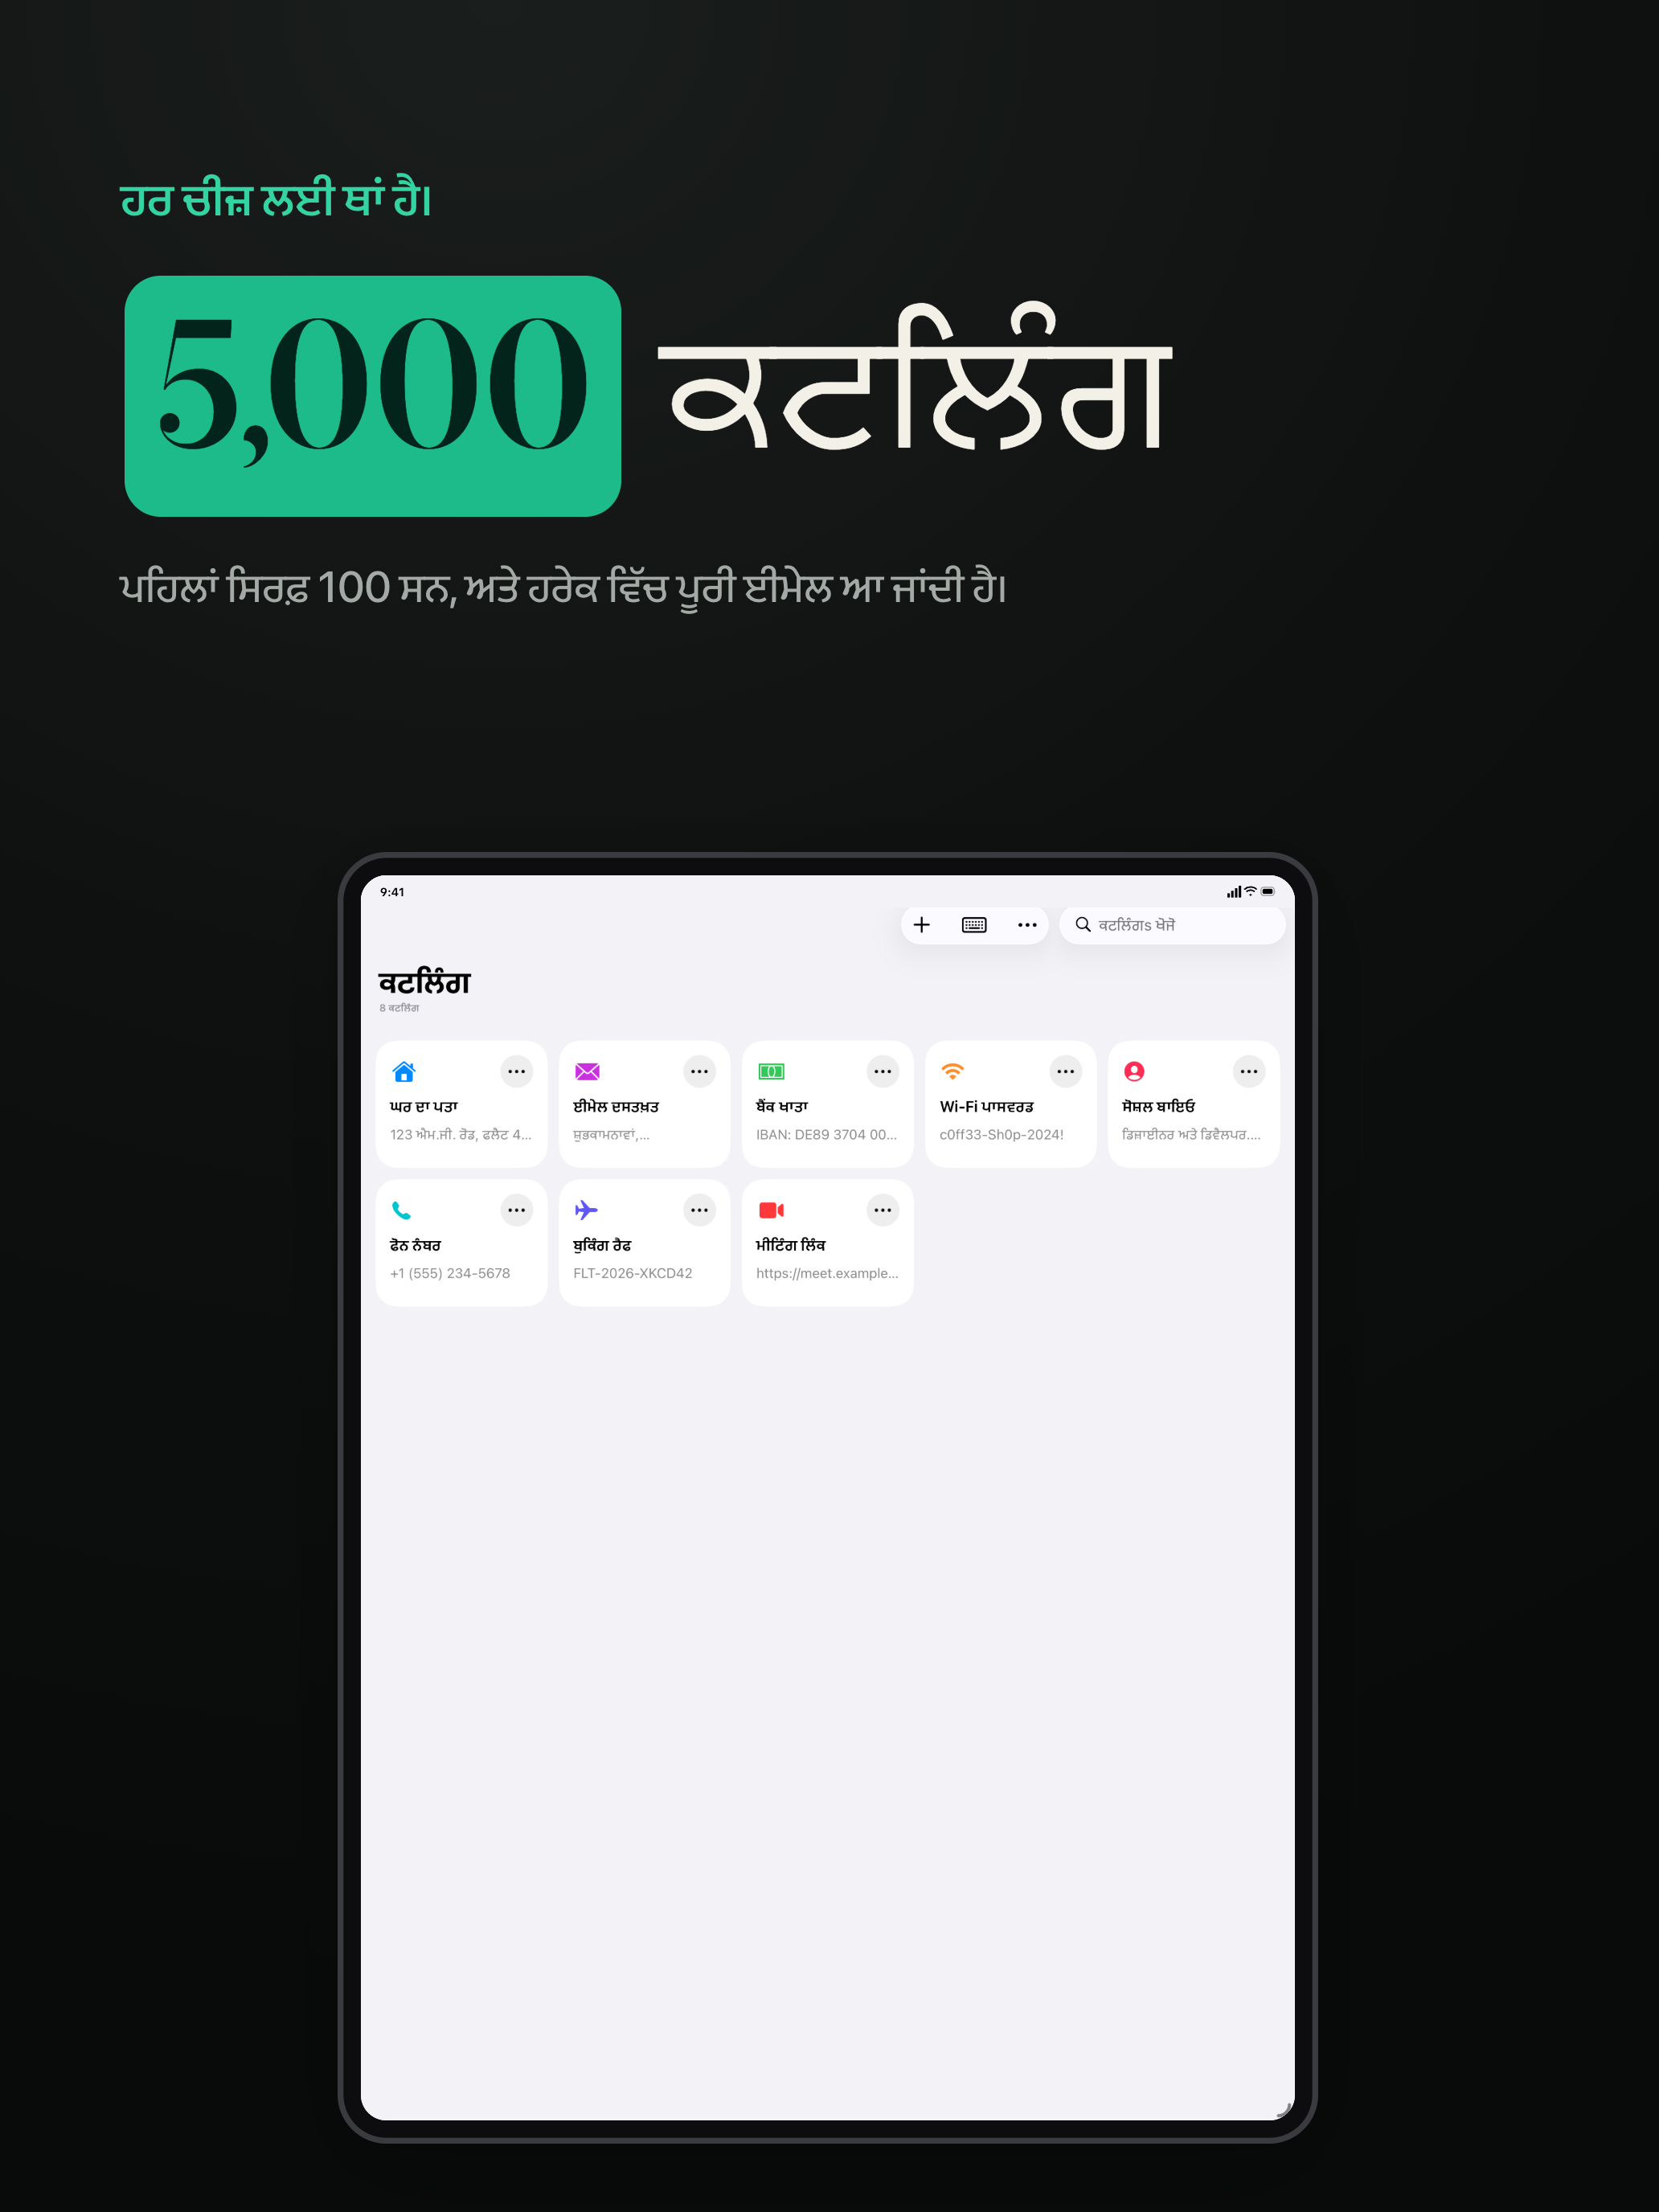 ਹਰ ਚੀਜ਼ ਲਈ ਥਾਂ ਹੈ।
5,000 ਕਟਲਿੰਗ
ਪਹਿਲਾਂ ਸਿਰਫ਼ 100 ਸਨ, ਅਤੇ ਹਰੇਕ ਵਿੱਚ ਪੂਰੀ ਈਮੇਲ ਆ ਜਾਂਦੀ ਹੈ।
9:41
ਕਟਲਿੰਗs ਖੋਜੋ
ਕਟਲਿੰਗ
8 ਕਟਲਿੰਗ
ਘਰ ਦਾ ਪਤਾ
123 ਐਮ.ਜੀ. ਰੋਡ, ਫਲੈਟ 4...
ਈਮੇਲ ਦਸਤਖ਼ਤ
ਸ਼ੁਭਕਾਮਨਾਵਾਂ,...
ਬੈਂਕ ਖਾਤਾ
IBAN: DE89 3704 00...
Wi-Fi ਪਾਸਵਰਡ
c0ff33-Sh0p-2024!
ਸੋਸ਼ਲ ਬਾਇਓ
ਡਿਜ਼ਾਈਨਰ ਅਤੇ ਡਿਵੈਲਪਰ....
ਫੋਨ ਨੰਬਰ
+1 (555) 234-5678
ਬੁਕਿੰਗ ਰੈਫ
FLT-2026-XKCD42
ਮੀਟਿੰਗ ਲਿੰਕ
https://meet.example...